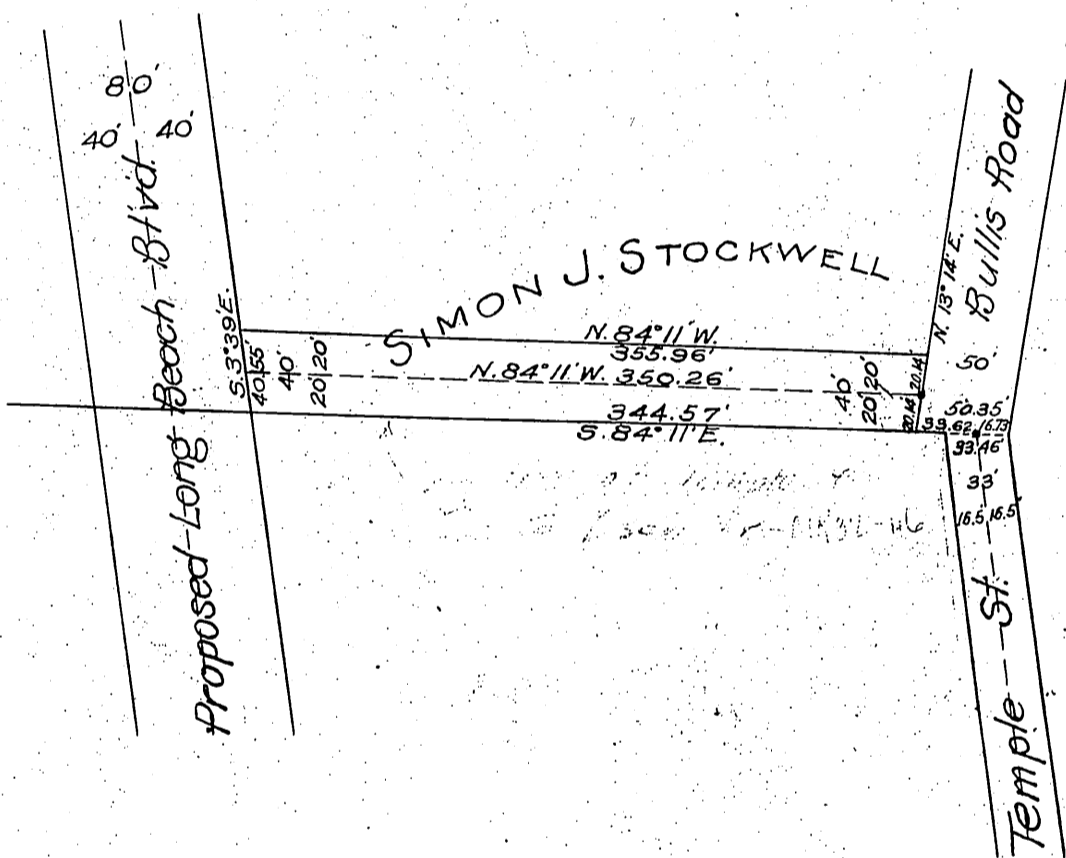 80'
40' 40'
Proposed Long Beach Blvd.
SIMON J. STOCKWELL
N. 13° 14' E.
Bullis Road
50'
S. 3° 39' E.
40.55'
40'
20' 20'
N. 84° 11' W.
355.96'
N. 84° 11' W. 350.26'
344.57'
S. 84° 11' E.
40'
20' 20'
20.14' 20.14'
50.35'
33.62 16.73
33.46
33'
16.5' 16.5'
Temple St.